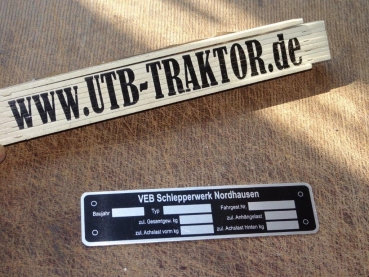 WWW.UTB-TRAKTOR.de
VEB Schlepperwerk Nordhausen
Baujahr Typ Fahrgest.Nr.
zul. Gesamtgew. kg zul. Anhängelast
zul. Achslast vorn kg zul. Achslast hinten kg